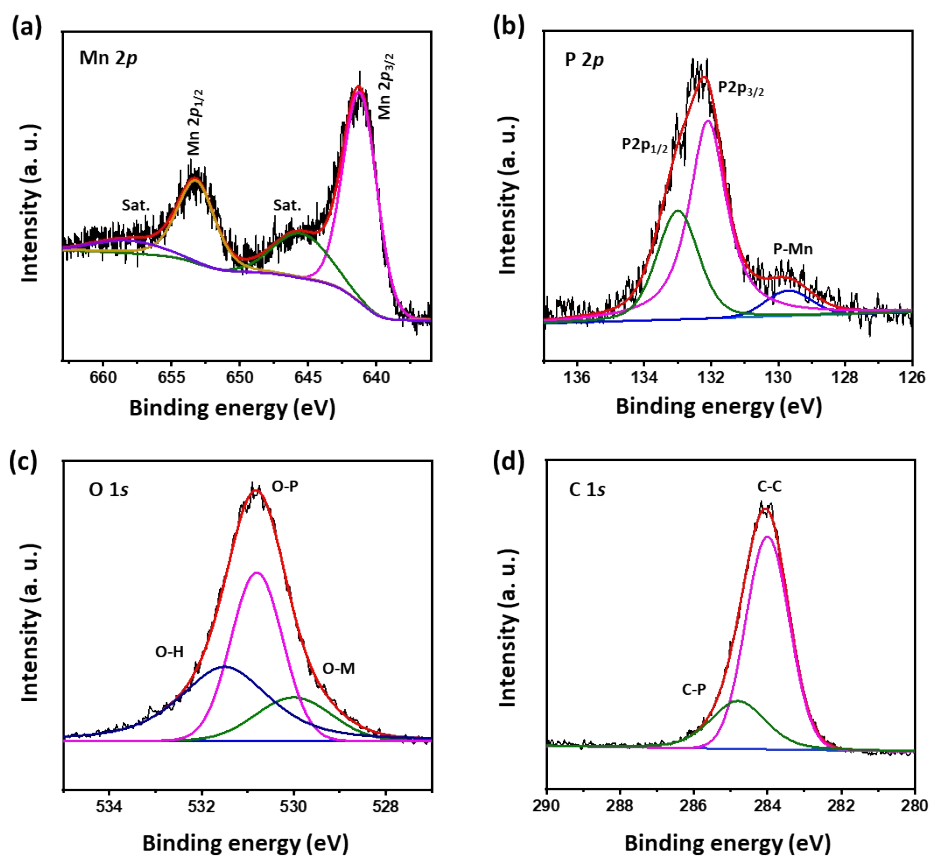 (a)
Mn 2p
Mn 2p1/2
Mn 2p3/2
Sat.
Sat.
Intensity (a. u.)
660 655 650 645 640
Binding energy (eV)
(b)
P 2p
P2p3/2
P2p1/2
P-Mn
Intensity (a. u.)
136 134 132 130 128 126
Binding energy (eV)
(c)
O 1s
O-P
O-H
O-M
Intensity (a. u.)
534 532 530 528
Binding energy (eV)
(d)
C 1s
C-C
C-P
Intensity (a. u.)
290 288 286 284 282 280
Binding energy (eV)